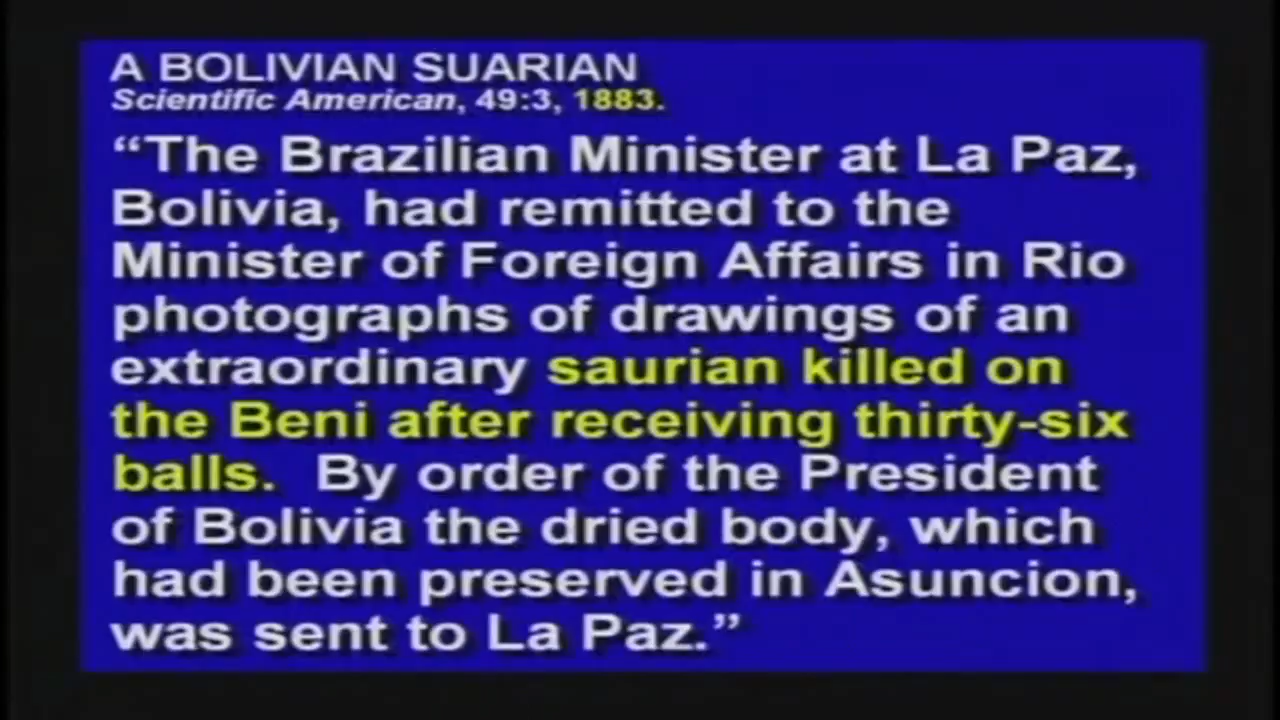 A BOLIVIAN SUARIAN
Scientific American, 49:3, 1883.
“The Brazilian Minister at La Paz,
Bolivia, had remitted to the
Minister of Foreign Affairs in Rio
photographs of drawings of an
extraordinary saurian killed on
the Beni after receiving thirty-six
balls. By order of the President
of Bolivia the dried body, which
had been preserved in Asuncion,
was sent to La Paz.”